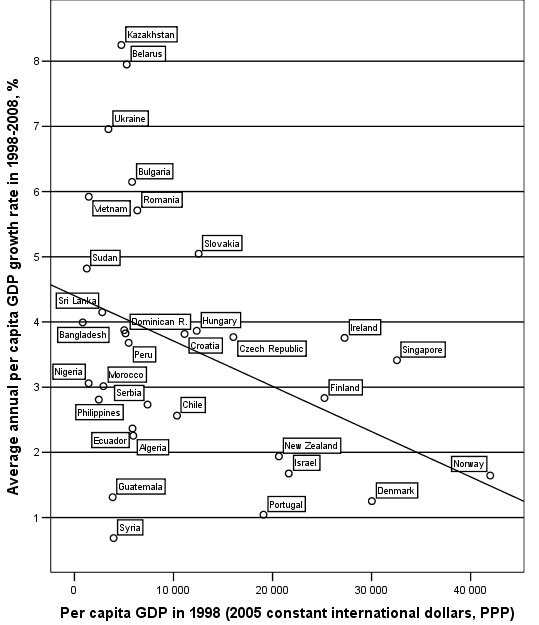 Kazakhstan
Belarus
Ukraine
Bulgaria
Vietnam
Romania
Slovakia
Sudan
Sri Lanka
Dominican R.
Hungary
Ireland
Bangladesh
Croatia
Czech Republic
Singapore
Peru
Nigeria
Morocco
Serbia
Finland
Philippines
Chile
Ecuador
Algeria
New Zealand
Israel
Norway
Guatemala
Denmark
Portugal
Syria
8
7
6
5
4
3
2
1
0 10 000 20 000 30 000 40 000
Average annual per capita GDP growth rate in 1998-2008, %
Per capita GDP in 1998 (2005 constant international dollars, PPP)